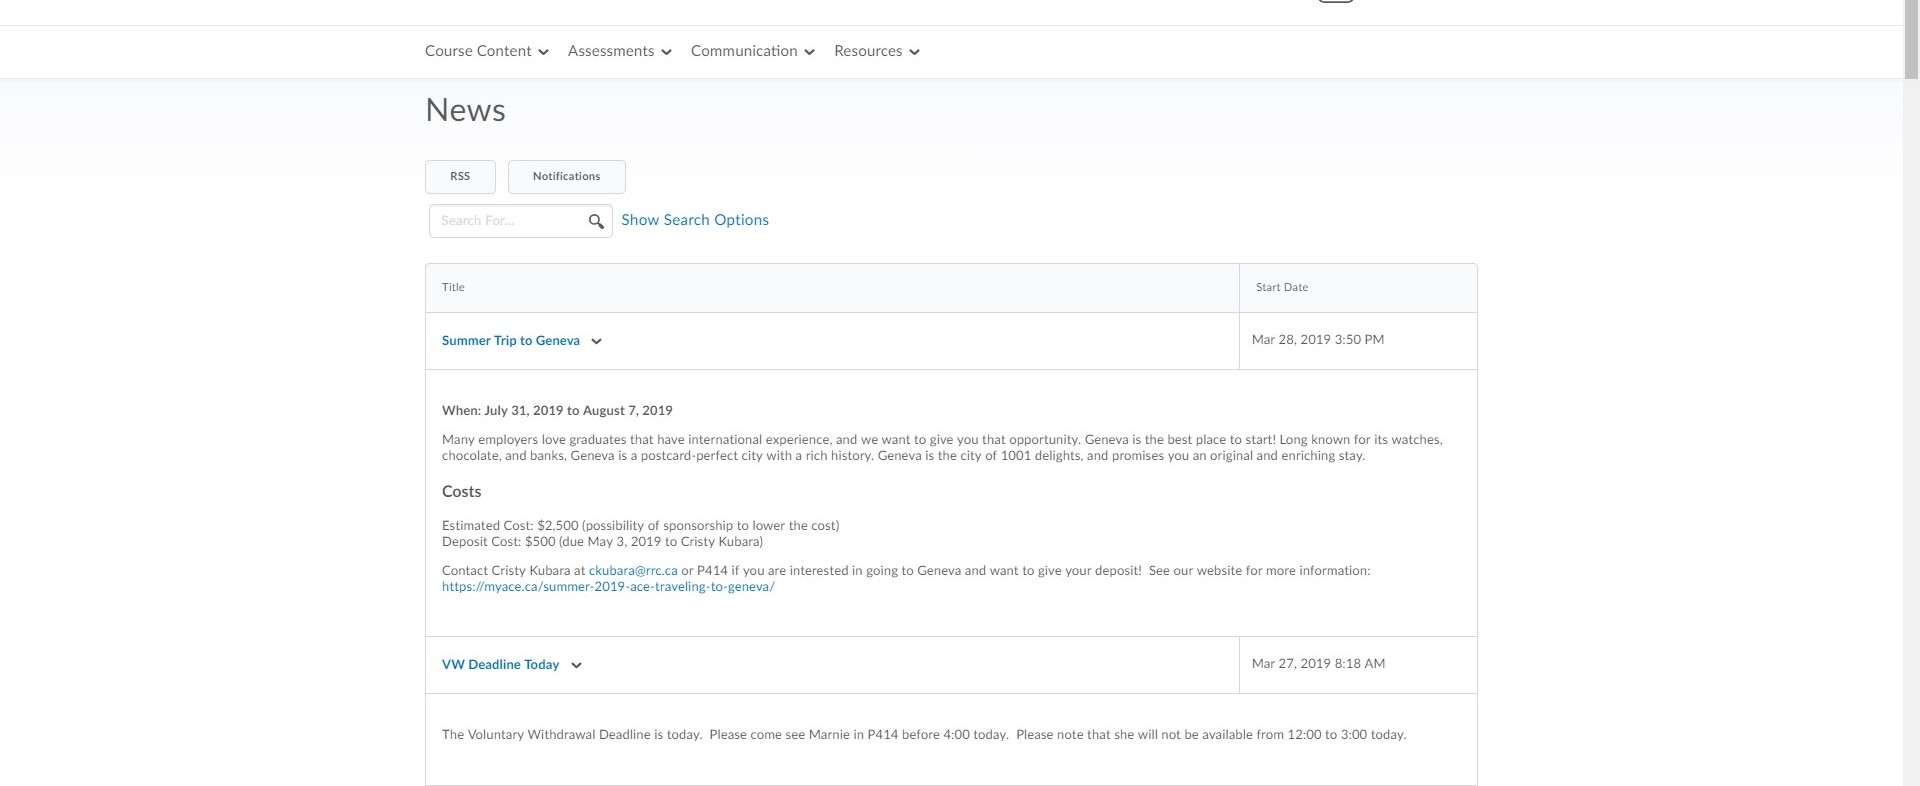 Course Content Assessments Communication Resources
News
RSS Notifications
Search For... Show Search Options
Title Start Date
Summer Trip to Geneva Mar 28, 2019 3:50 PM
When: July 31, 2019 to August 7, 2019
Many employers love graduates that have international experience, and we want to give you that opportunity. Geneva is the best place to start! Long known for its watches,
chocolate, and banks, Geneva is a postcard-perfect city with a rich history. Geneva is the city of 1001 delights, and promises you an original and enriching stay.
Costs
Estimated Cost: $2,500 (possibility of sponsorship to lower the cost)
Deposit Cost: $500 (due May 3, 2019 to Cristy Kubara)
Contact Cristy Kubara at ckubara@rrc.ca or P414 if you are interested in going to Geneva and want to give your deposit!  See our website for more information:
https://myace.ca/summer-2019-ace-traveling-to-geneva/
VW Deadline Today Mar 27, 2019 8:18 AM
The Voluntary Withdrawal Deadline is today.  Please come see Marnie in P414 before 4:00 today.  Please note that she will not be available from 12:00 to 3:00 today.